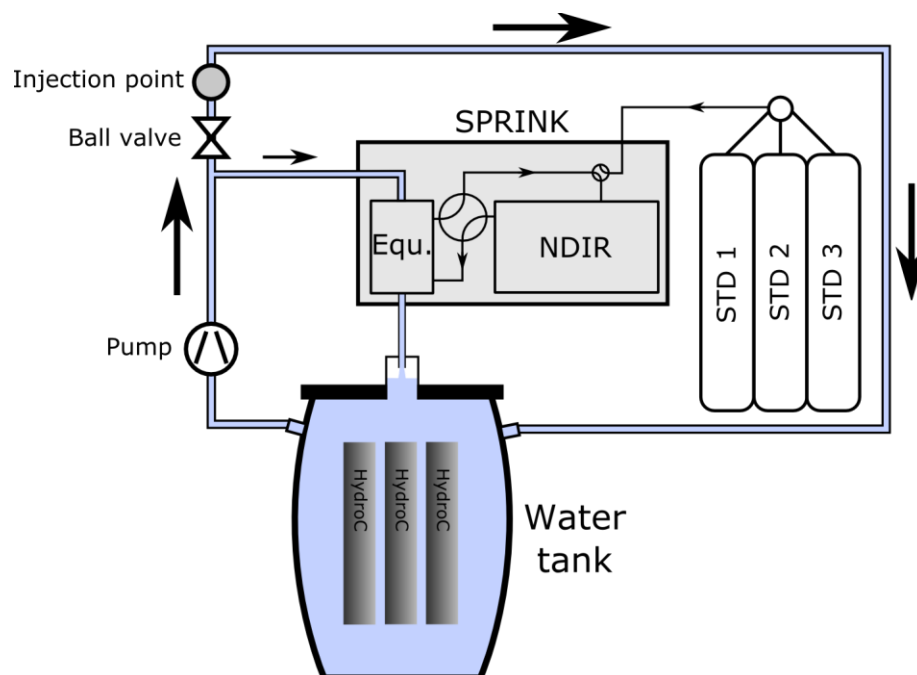 Injection point
Ball valve
SPRINK
Equ.
NDIR
STD 1
STD 2
STD 3
Pump
HydroC
HydroC
HydroC
Water
tank